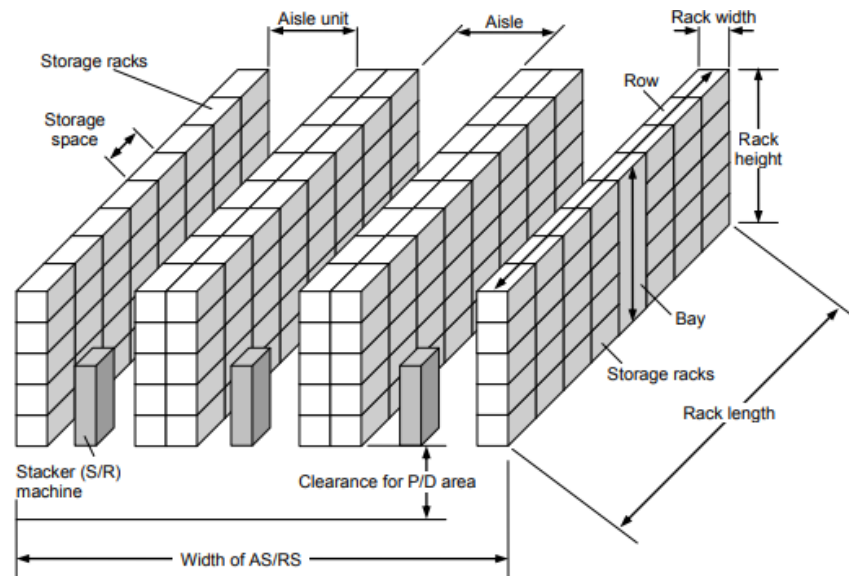 Aisle unit
Aisle
Rack width
Storage racks
Row
Storage
space
Rack
height
Bay
Storage racks
Rack length
Stacker (S/R)
machine
Clearance for P/D area
Width of AS/RS